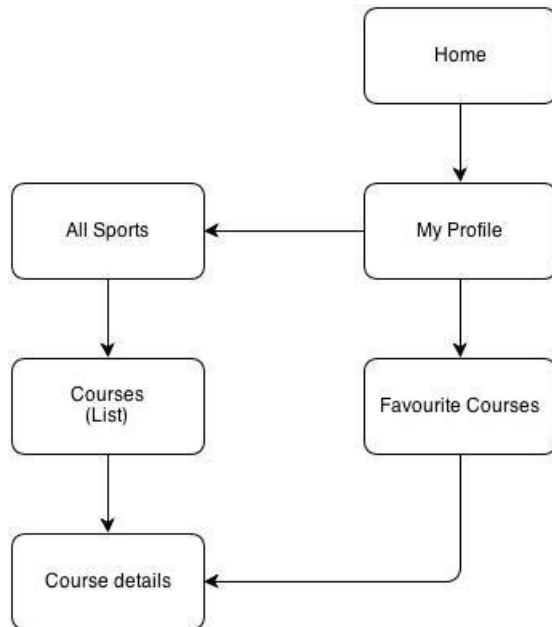 Home
All Sports
My Profile
Courses
(List)
Favourite Courses
Course details